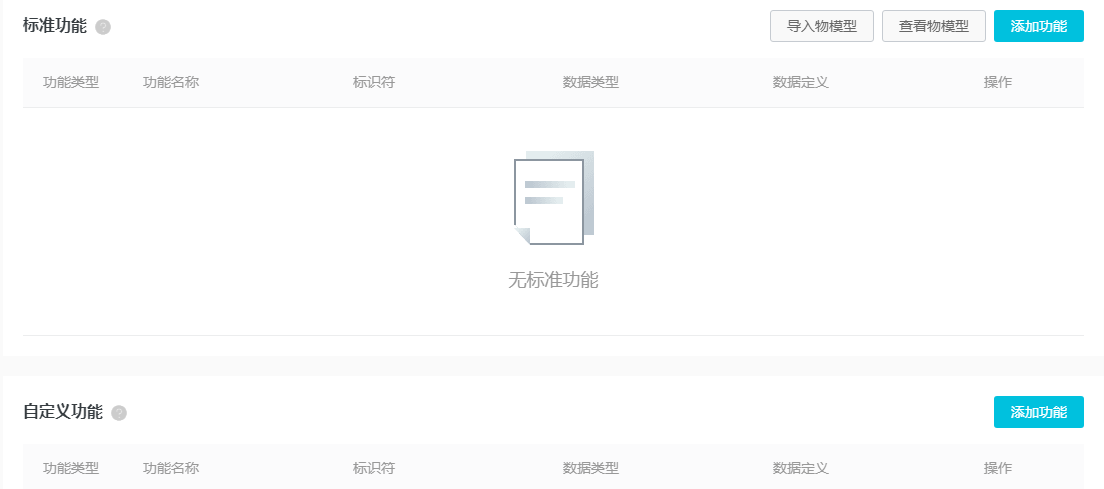 标准功能 ? 导入物模型 查看物模型 添加功能
功能类型 功能名称 标识符 数据类型 数据定义 操作
无标准功能
自定义功能 ? 添加功能
功能类型 功能名称 标识符 数据类型 数据定义 操作